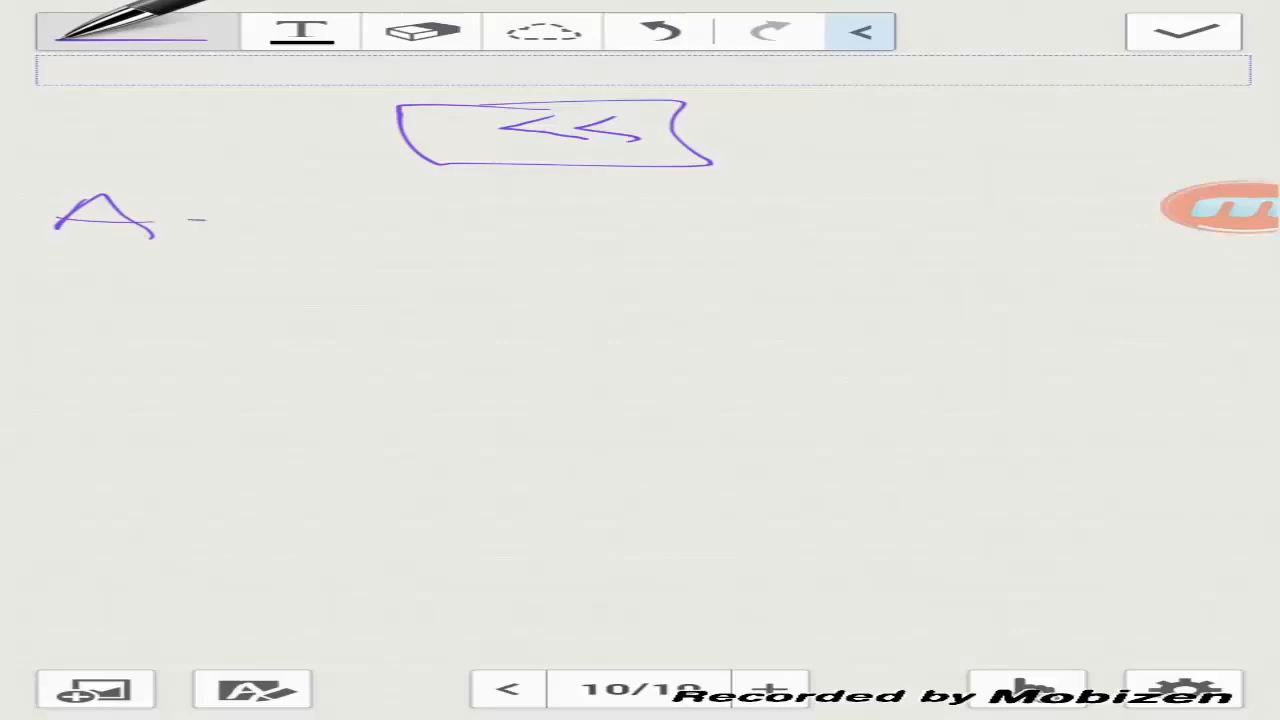 T <
<<
A -
m
A
< 10/10 +
Recorded by Mobizen